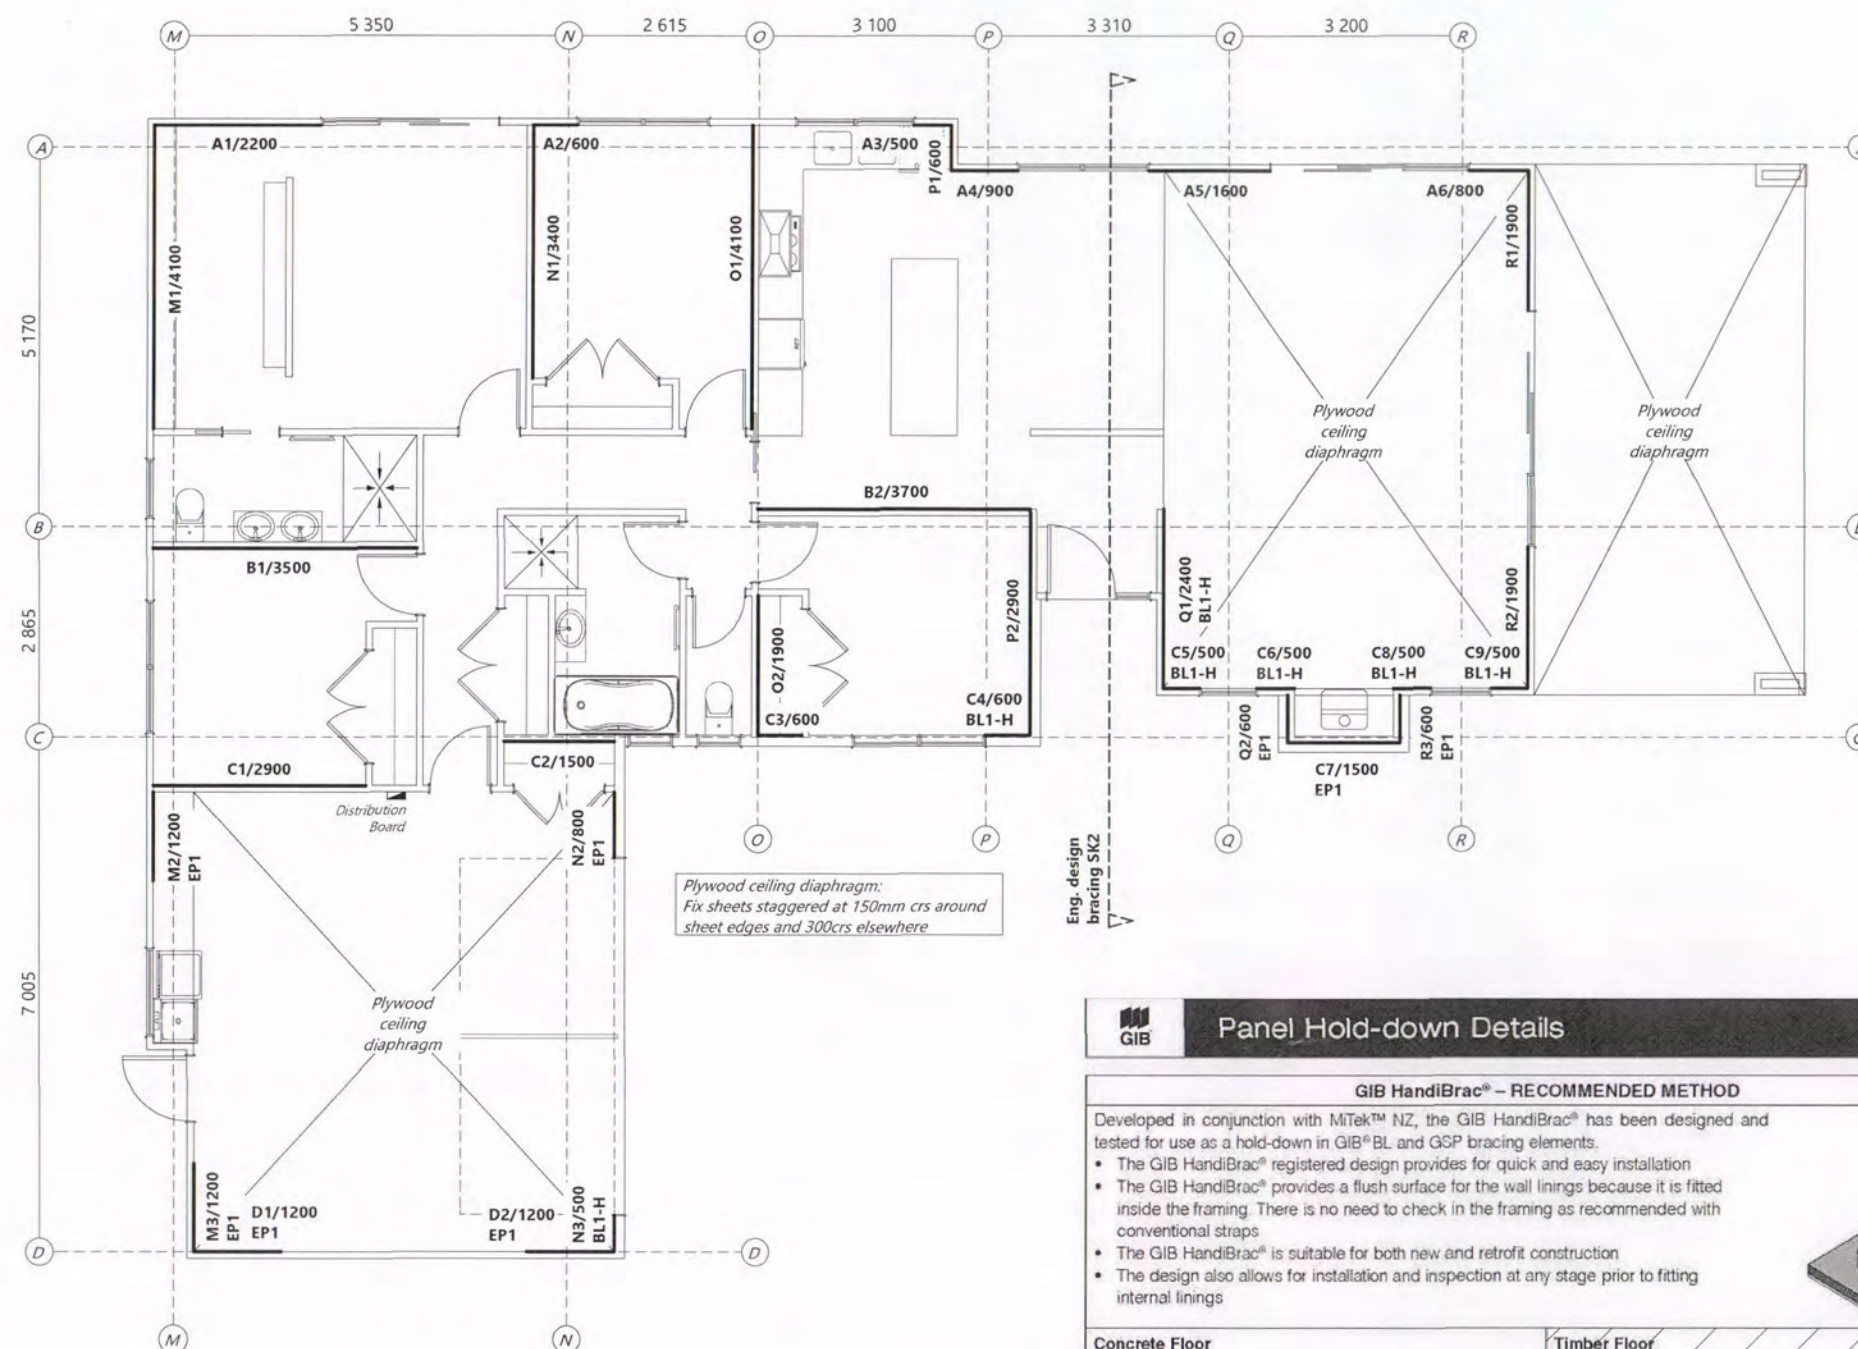 5 350
2 615
3 100
3 310
3 200
M
N
O
P
Q
R
A
A1/2200
A2/600
A3/500
P1/600
A4/900
A5/1600
A6/800
M1/4100
N1/3400
O1/4100
R1/1900
5 170
REF
Plywood
ceiling
diaphragm
Plywood
ceiling
diaphragm
B2/3700
B
B1/3500
2 865
Q1/2400
BL1-H
P2/2900
R2/1900
O2/1900
C5/500
BL1-H
C6/500
BL1-H
C8/500
BL1-H
C9/500
BL1-H
C3/600
C4/600
BL1-H
C
C1/2900
C2/1500
Q2/600
EP1
R3/600
EP1
C7/1500
EP1
Distribution
Board
M2/1200
EP1
N2/800
EP1
O
P
Q
R
Eng. design
bracing SK2
Plywood ceiling diaphragm:
Fix sheets staggered at 150mm crs around
sheet edges and 300crs elsewhere
7 005
Plywood
ceiling
diaphragm
M3/1200
EP1
D1/1200
EP1
D2/1200
EP1
N3/500
BL1-H
D
D
M
N
GIB
Panel Hold-down Details
GIB HandiBrac® – RECOMMENDED METHOD
Developed in conjunction with MiTek™ NZ, the GIB HandiBrac® has been designed and
tested for use as a hold-down in GIB® BL and GSP bracing elements.
• The GIB HandiBrac® registered design provides for quick and easy installation
• The GIB HandiBrac® provides a flush surface for the wall linings because it is fitted
inside the framing. There is no need to check in the framing as recommended with
conventional straps
• The GIB HandiBrac® is suitable for both new and retrofit construction
• The design also allows for installation and inspection at any stage prior to fitting
internal linings
Concrete Floor
Timber Floor